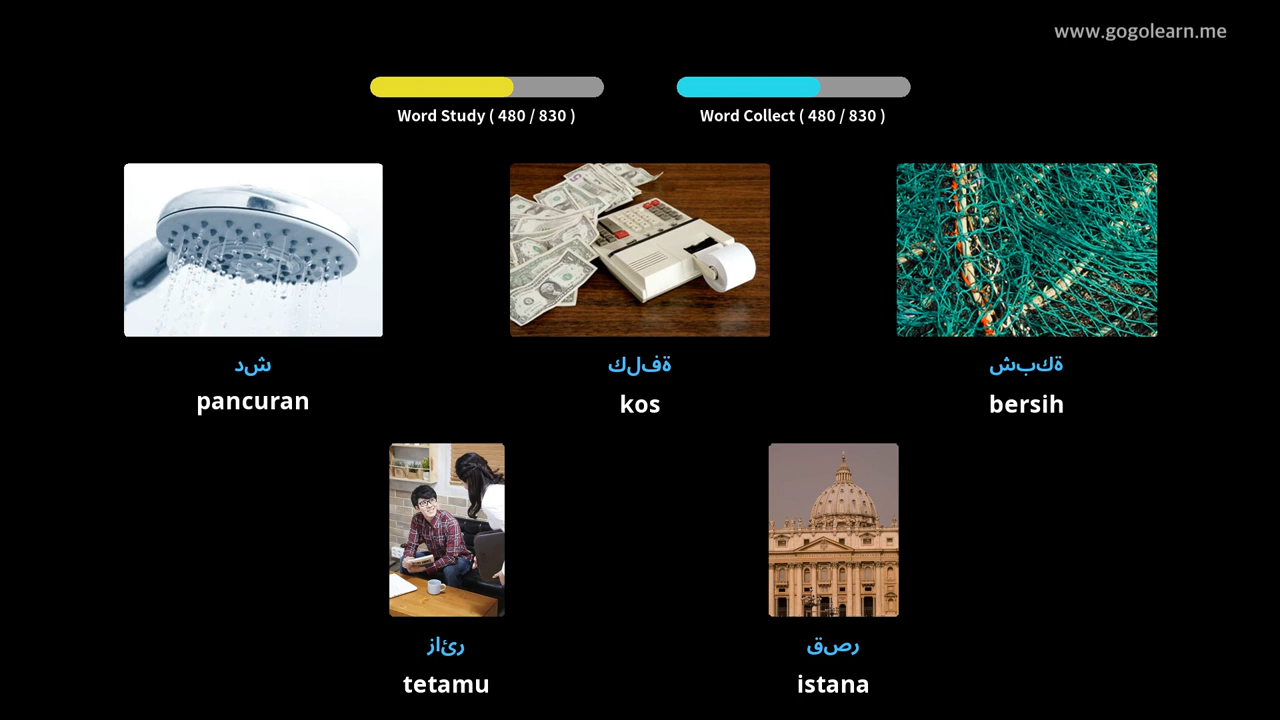 www.gogolearn.me
Word Study ( 480 / 830 )
Word Collect ( 480 / 830 )
شد
pancuran
ةفلك
kos
ةكبش
bersih
رئاز
tetamu
رصق
istana